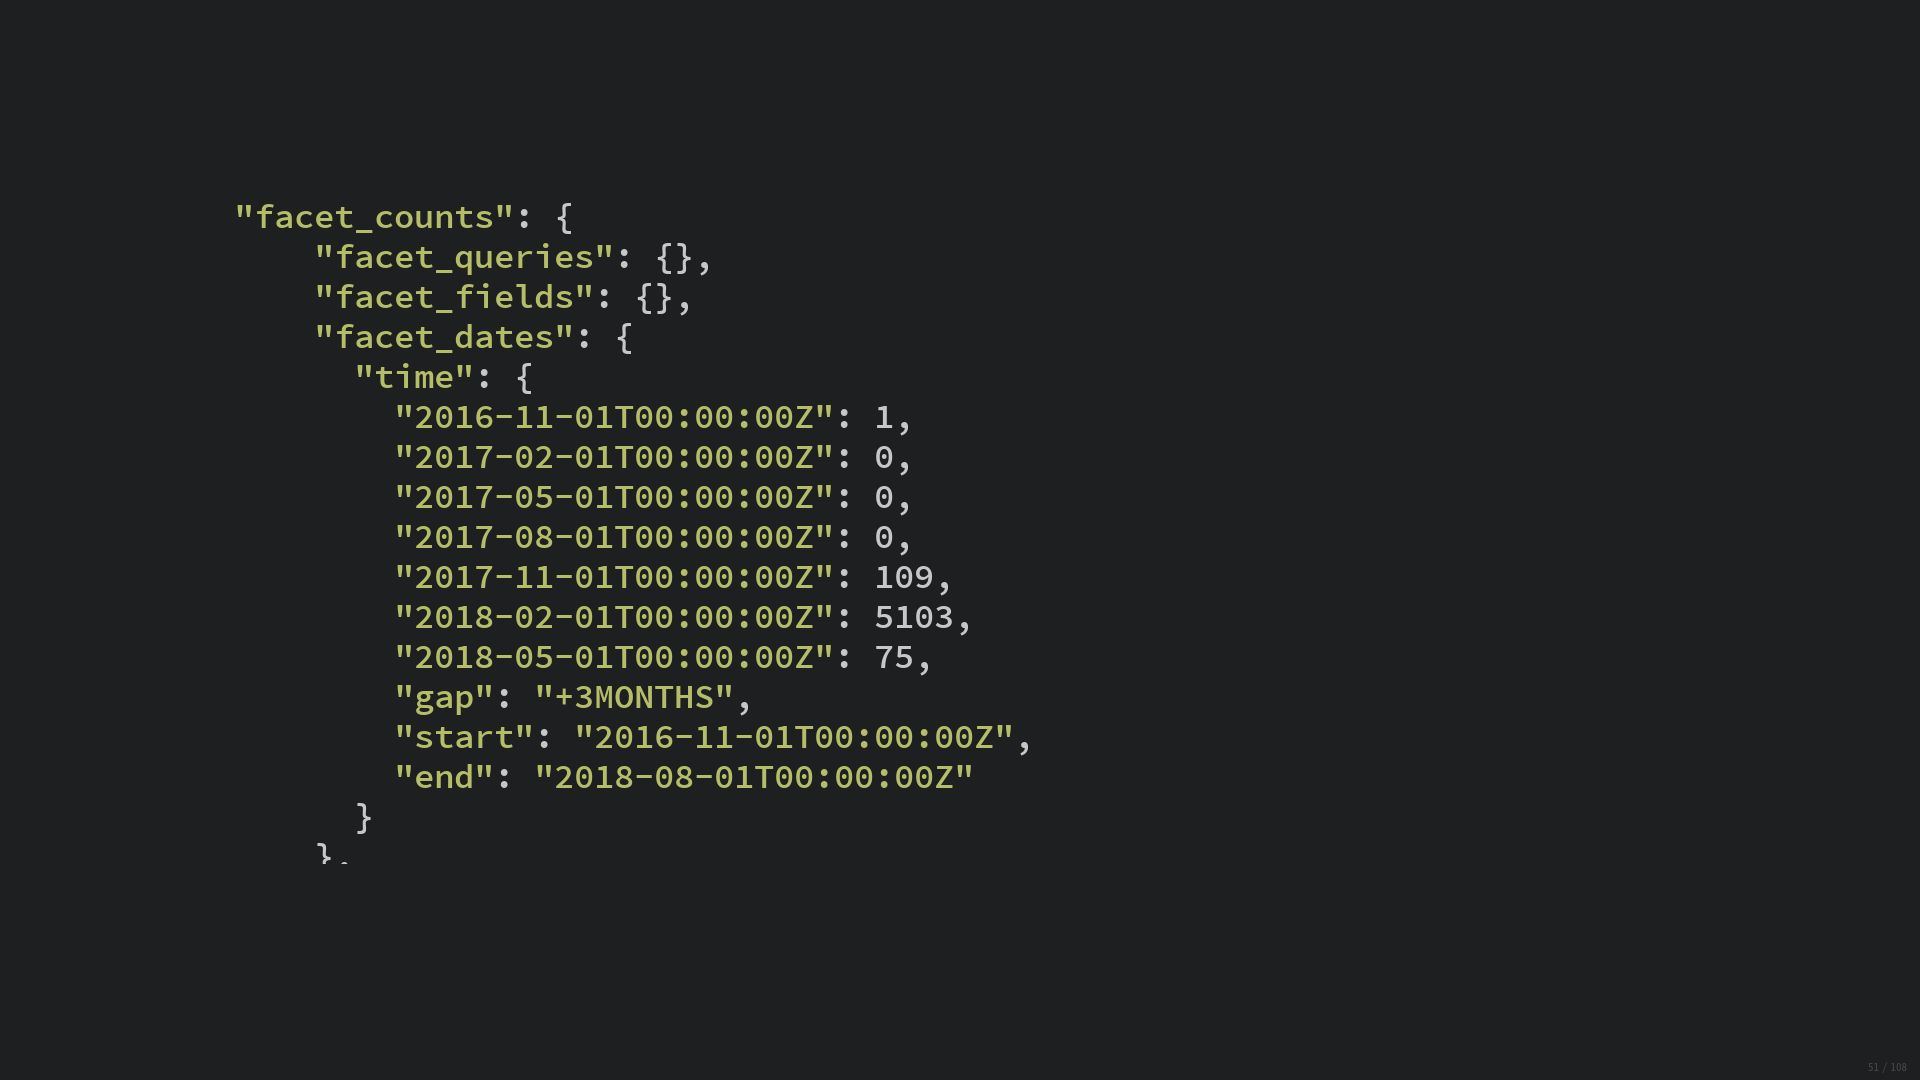 "facet_counts": {
"facet_queries": {},
"facet_fields": {},
"facet_dates": {
"time": {
"2016-11-01T00:00:00Z": 1,
"2017-02-01T00:00:00Z": 0,
"2017-05-01T00:00:00Z": 0,
"2017-08-01T00:00:00Z": 0,
"2017-11-01T00:00:00Z": 109,
"2018-02-01T00:00:00Z": 5103,
"2018-05-01T00:00:00Z": 75,
"gap": "+3MONTHS",
"start": "2016-11-01T00:00:00Z",
"end": "2018-08-01T00:00:00Z"
}
},
51 / 108